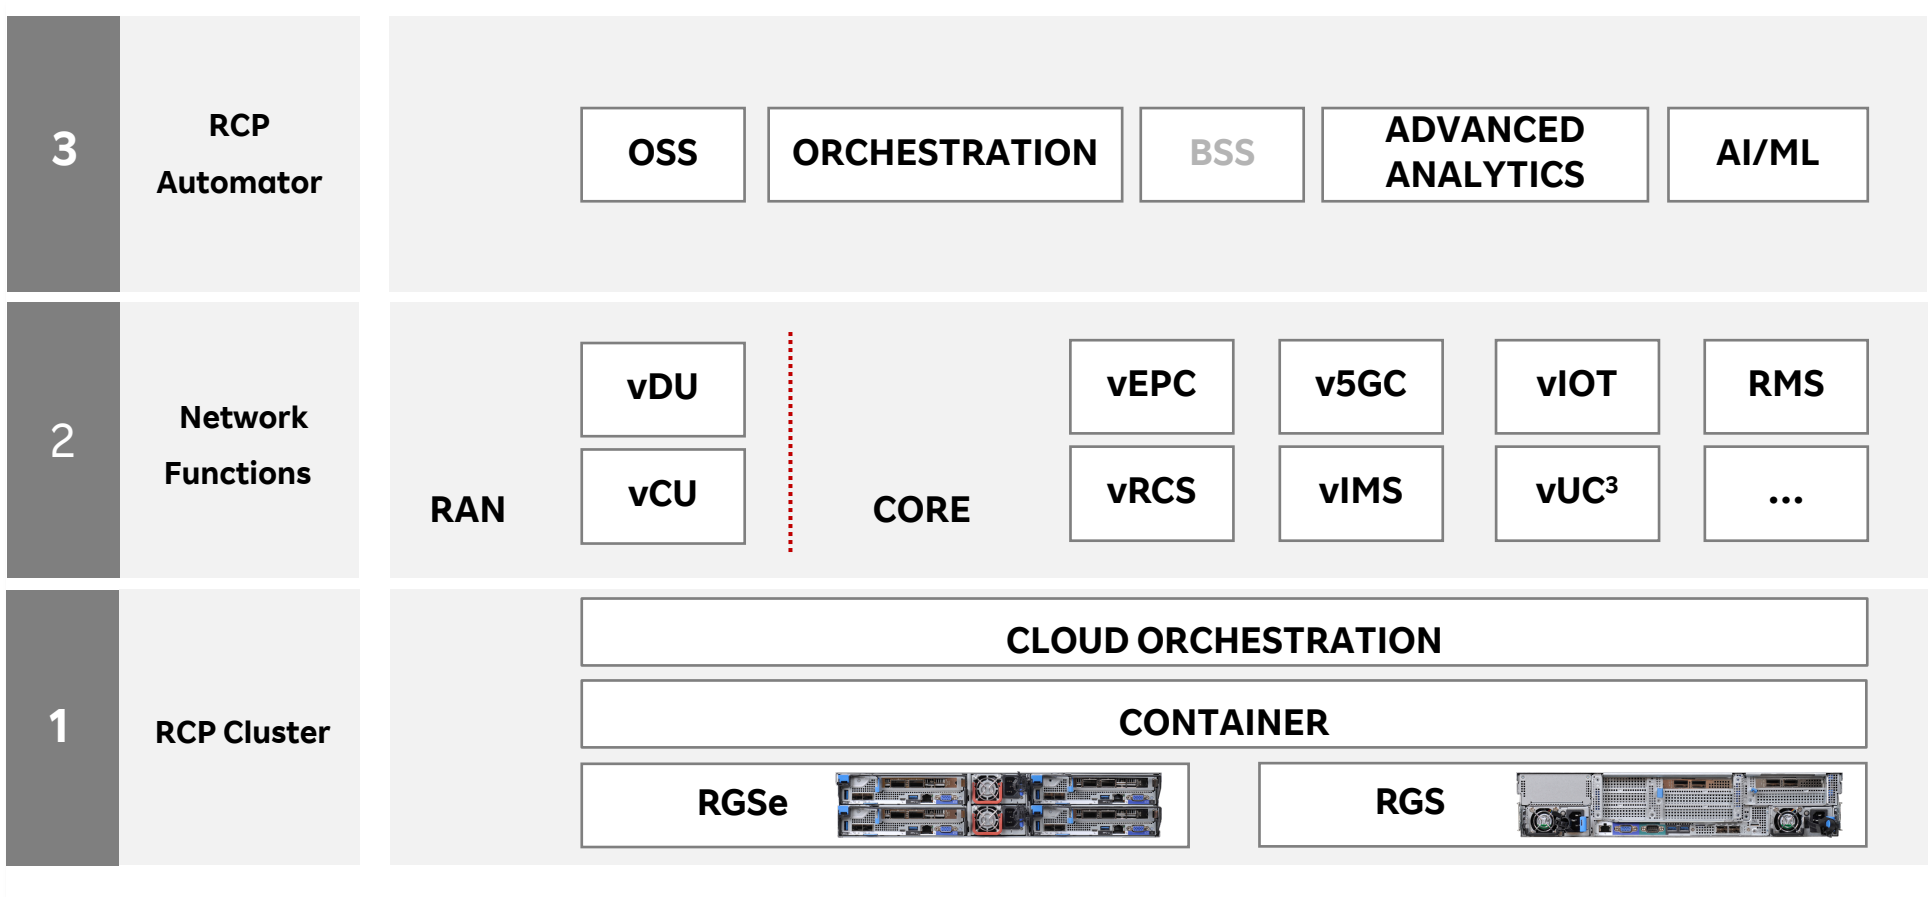 3
RCP
Automator
OSS
ORCHESTRATION
BSS
ADVANCED
ANALYTICS
AI/ML
2
Network
Functions
RAN
vDU
vCU
CORE
vEPC
v5GC
vIOT
RMS
vRCS
vIMS
vUC³
...
1
RCP Cluster
CLOUD ORCHESTRATION
CONTAINER
RGSe
RGS